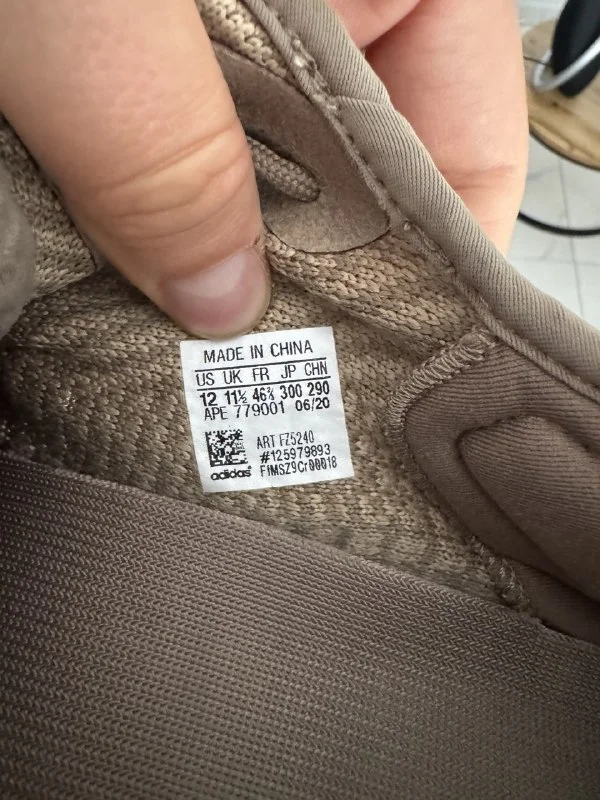 MADE IN CHINA
US UK FR JP CHN
12 11½ 46⅔ 300 290
APE 779001 06/20
ART FZ5240
#125979893
adidas